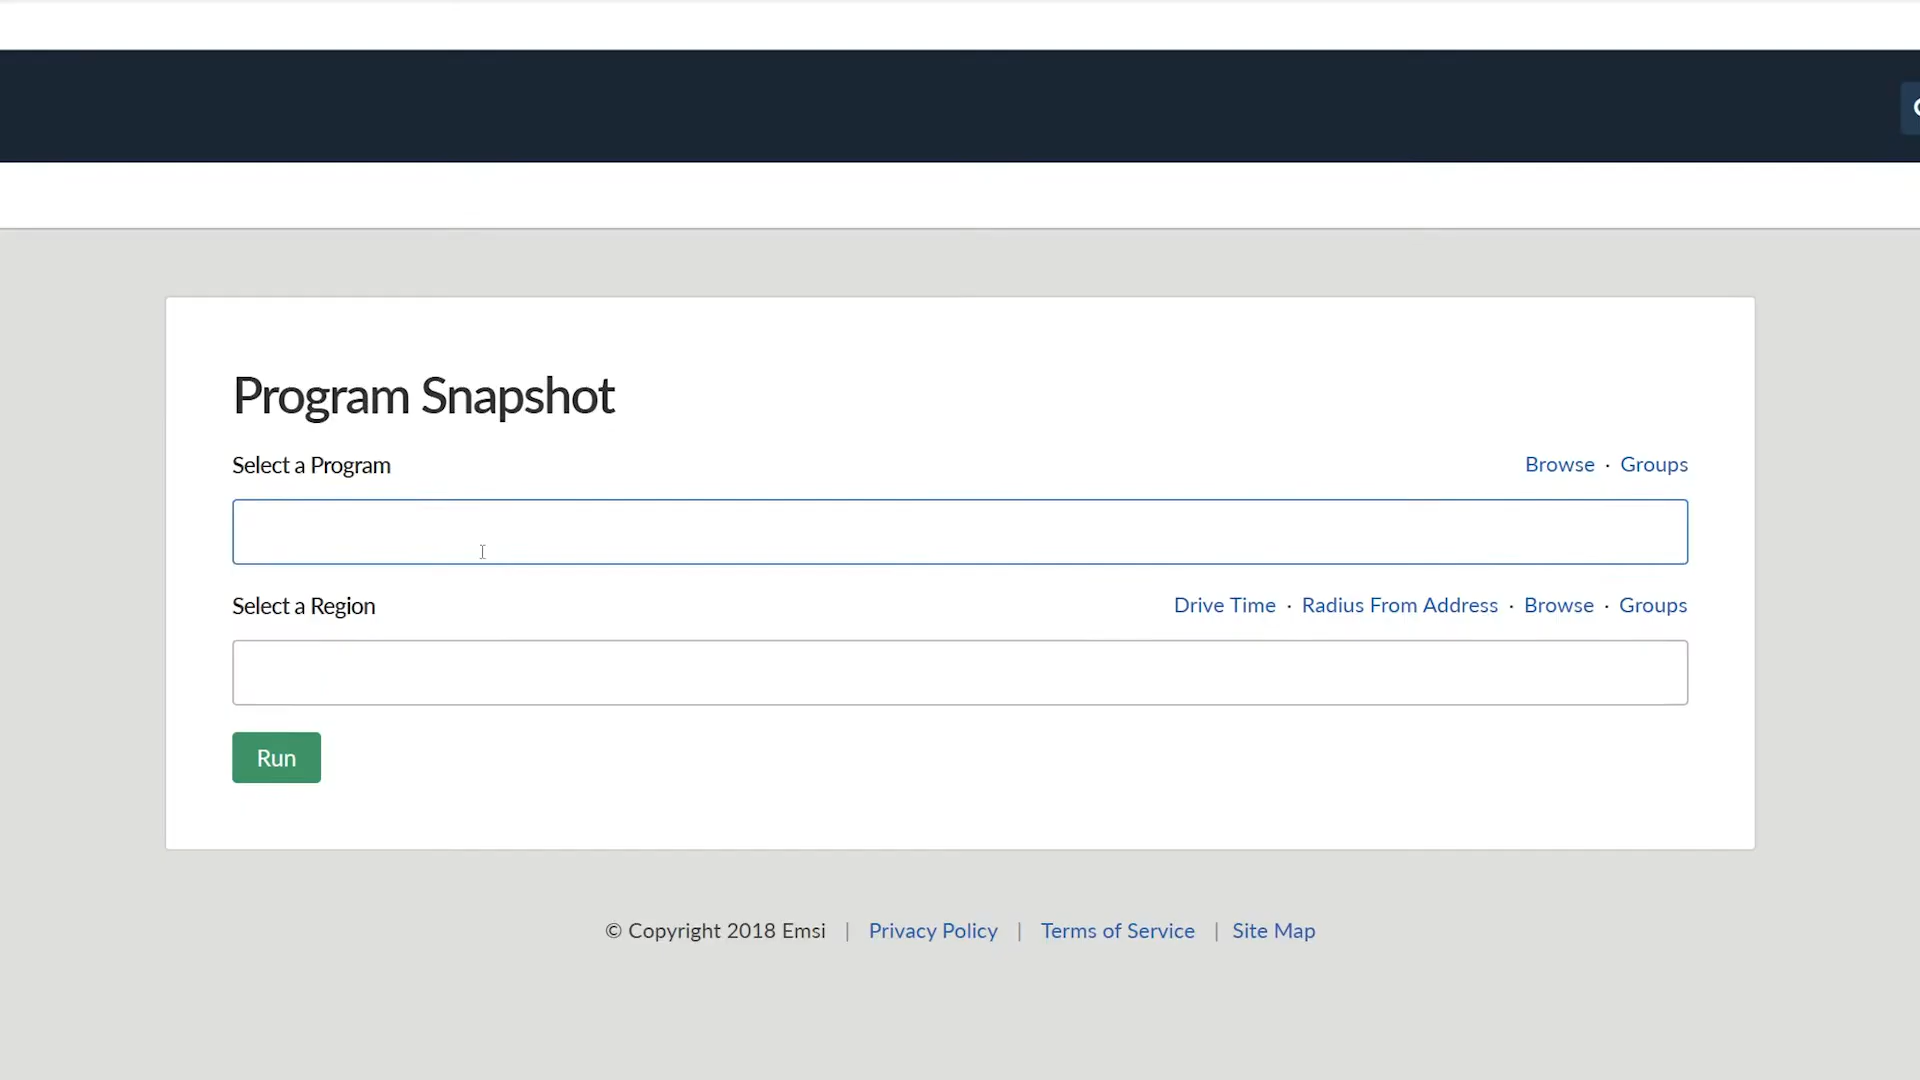 Program Snapshot
Select a Program
Browse · Groups
Select a Region
Drive Time · Radius From Address · Browse · Groups
Run
© Copyright 2018 Emsi | Privacy Policy | Terms of Service | Site Map